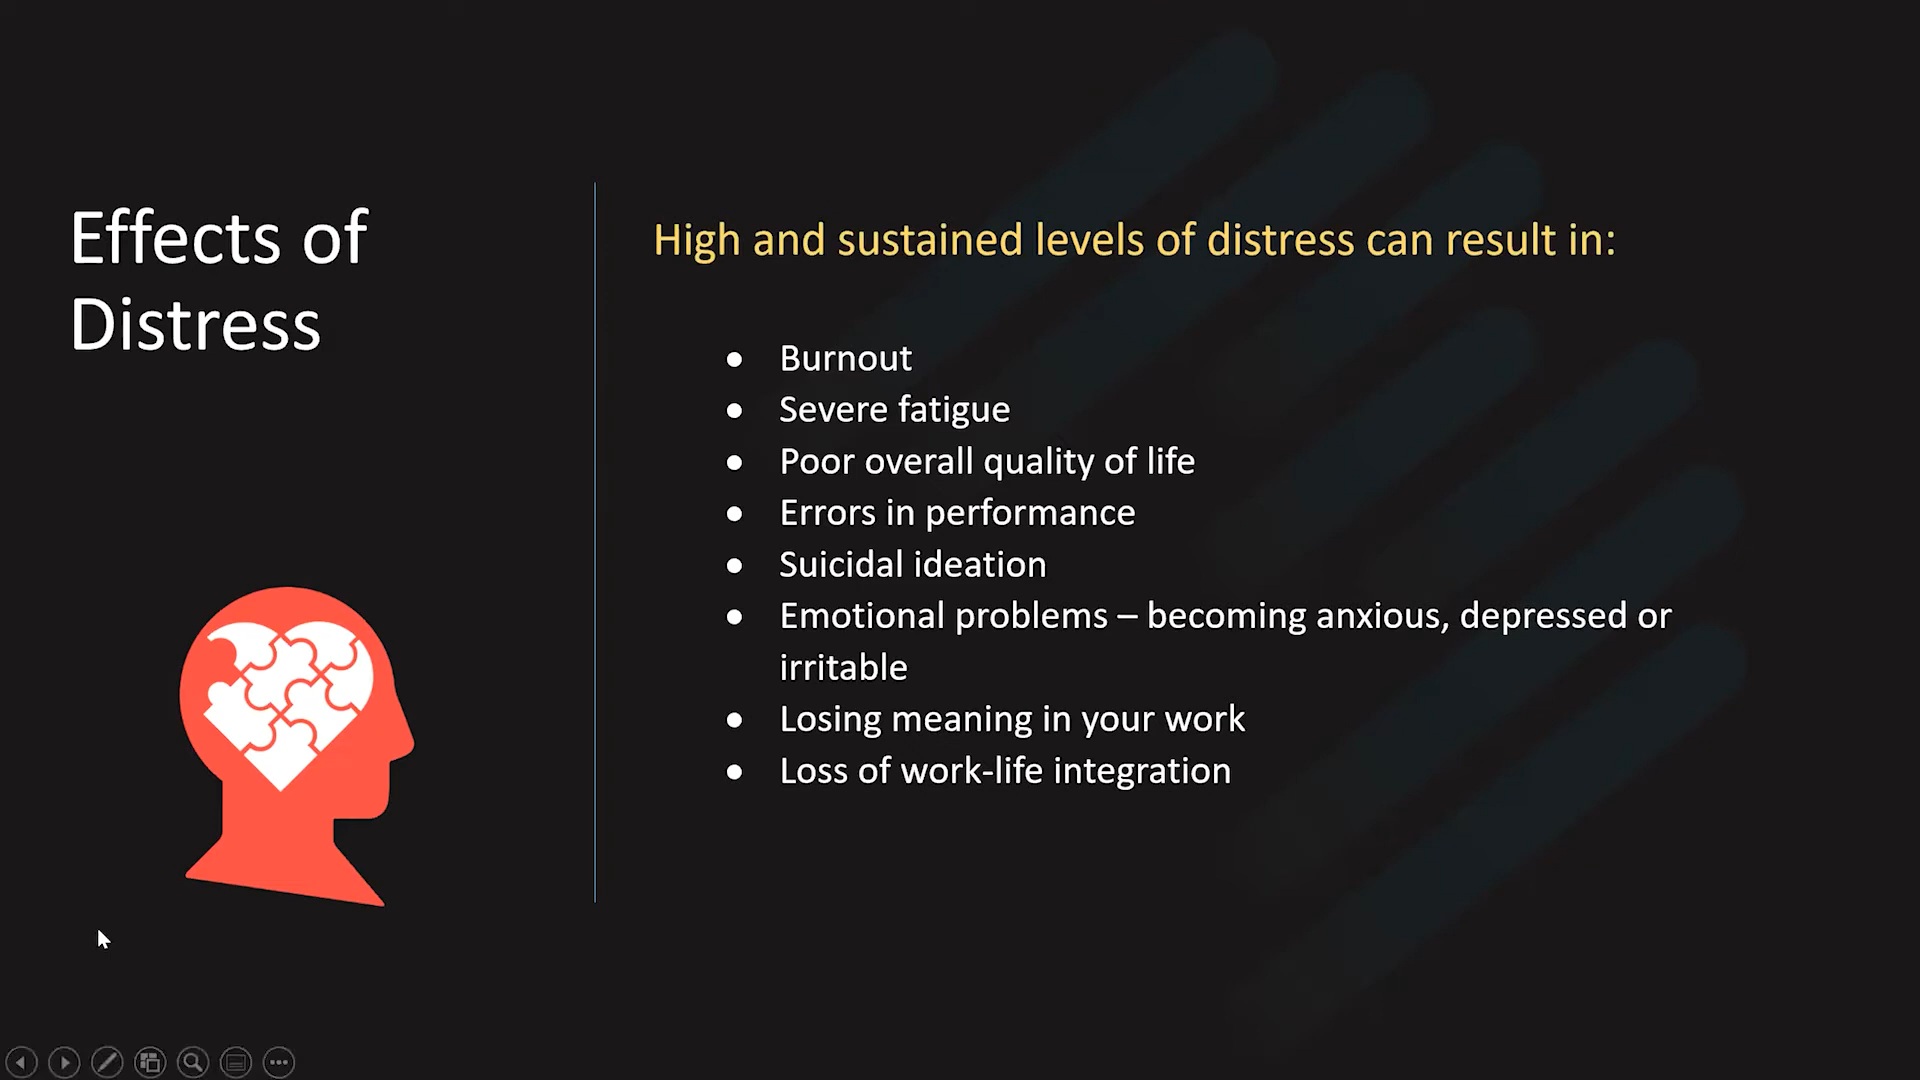 Effects of
Distress
High and sustained levels of distress can result in:
● Burnout
● Severe fatigue
● Poor overall quality of life
● Errors in performance
● Suicidal ideation
● Emotional problems – becoming anxious, depressed or
irritable
● Losing meaning in your work
● Loss of work-life integration